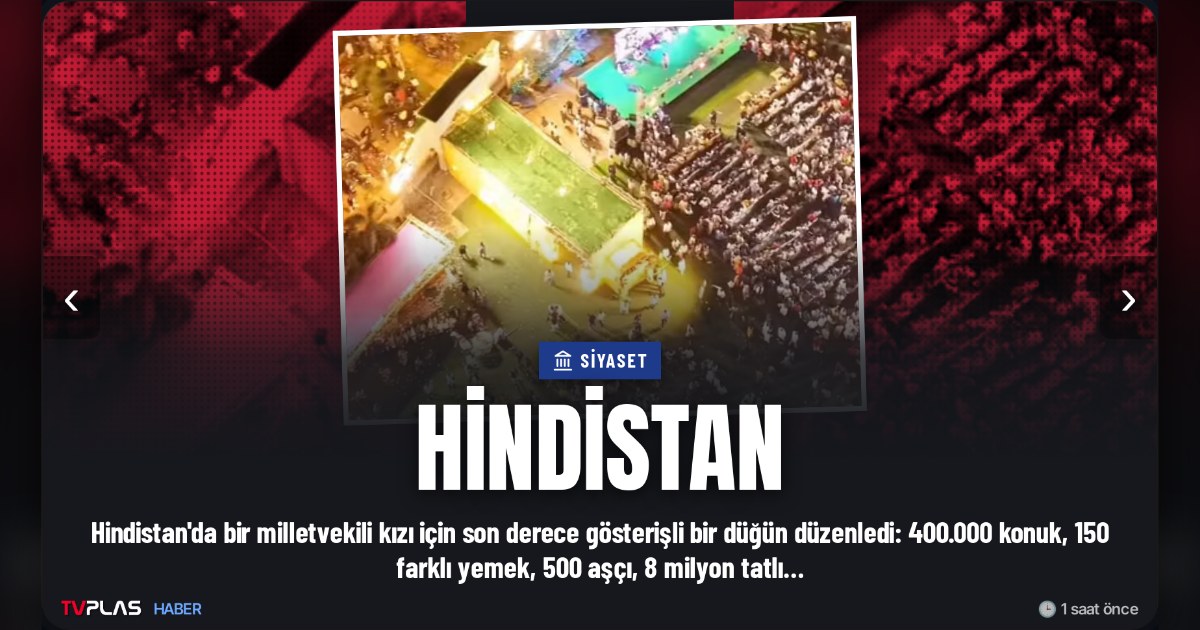 SİYASET
HİNDİSTAN
Hindistan'da bir milletvekili kızı için son derece gösterişli bir düğün düzenledi: 400.000 konuk, 150
farklı yemek, 500 aşçı, 8 milyon tatlı...
TVPLAS HABER
1 saat önce